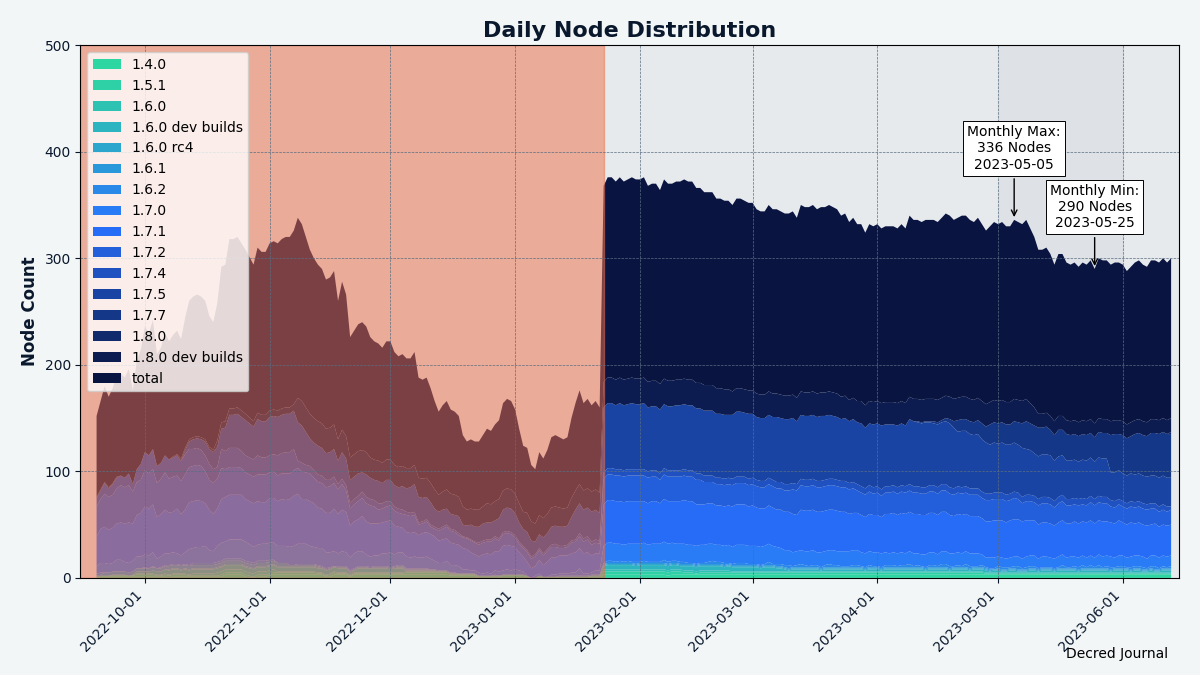 Daily Node Distribution
Node Count
500
400
300
200
100
0
1.4.0
1.5.1
1.6.0
1.6.0 dev builds
1.6.0 rc4
1.6.1
1.6.2
1.7.0
1.7.1
1.7.2
1.7.4
1.7.5
1.7.7
1.8.0
1.8.0 dev builds
total
Monthly Max:
336 Nodes
2023-05-05
Monthly Min:
290 Nodes
2023-05-25
2022-10-01
2022-11-01
2022-12-01
2023-01-01
2023-02-01
2023-03-01
2023-04-01
2023-05-01
2023-06-01
Decred Journal